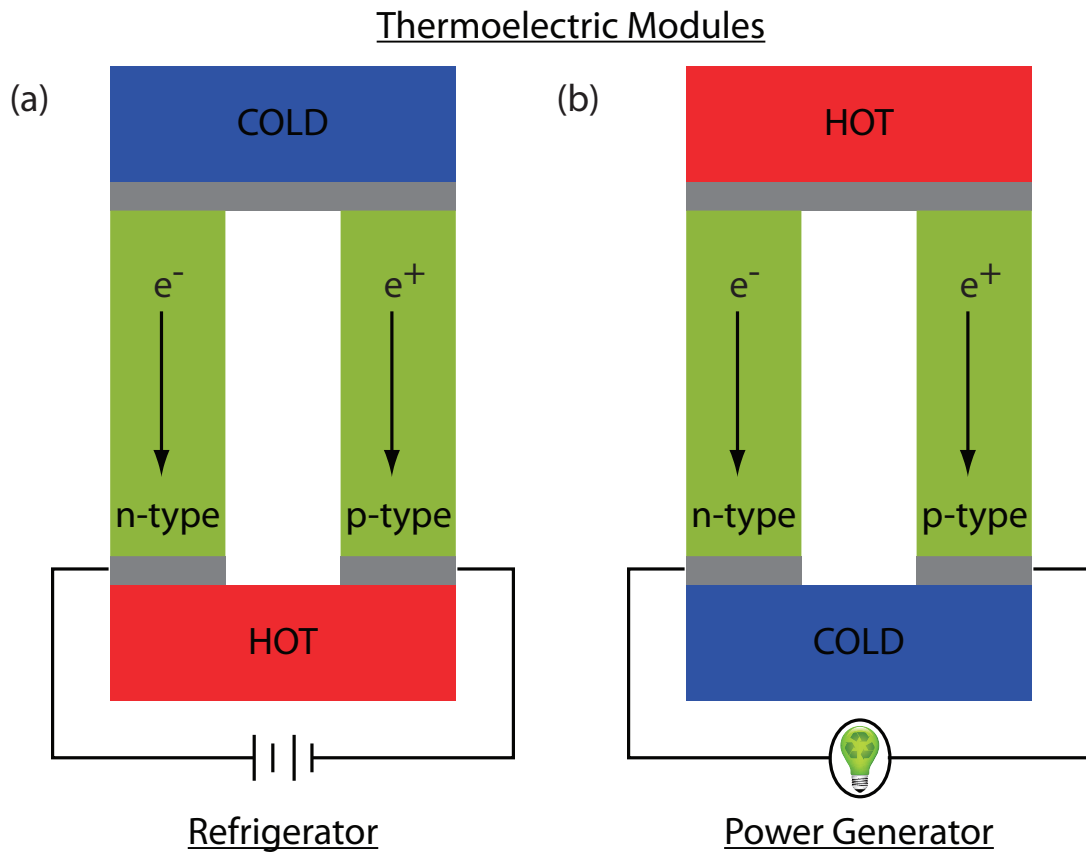 Thermoelectric Modules
(a)
COLD
e-
e+
n-type
p-type
HOT
Refrigerator
(b)
HOT
e-
e+
n-type
p-type
COLD
Power Generator